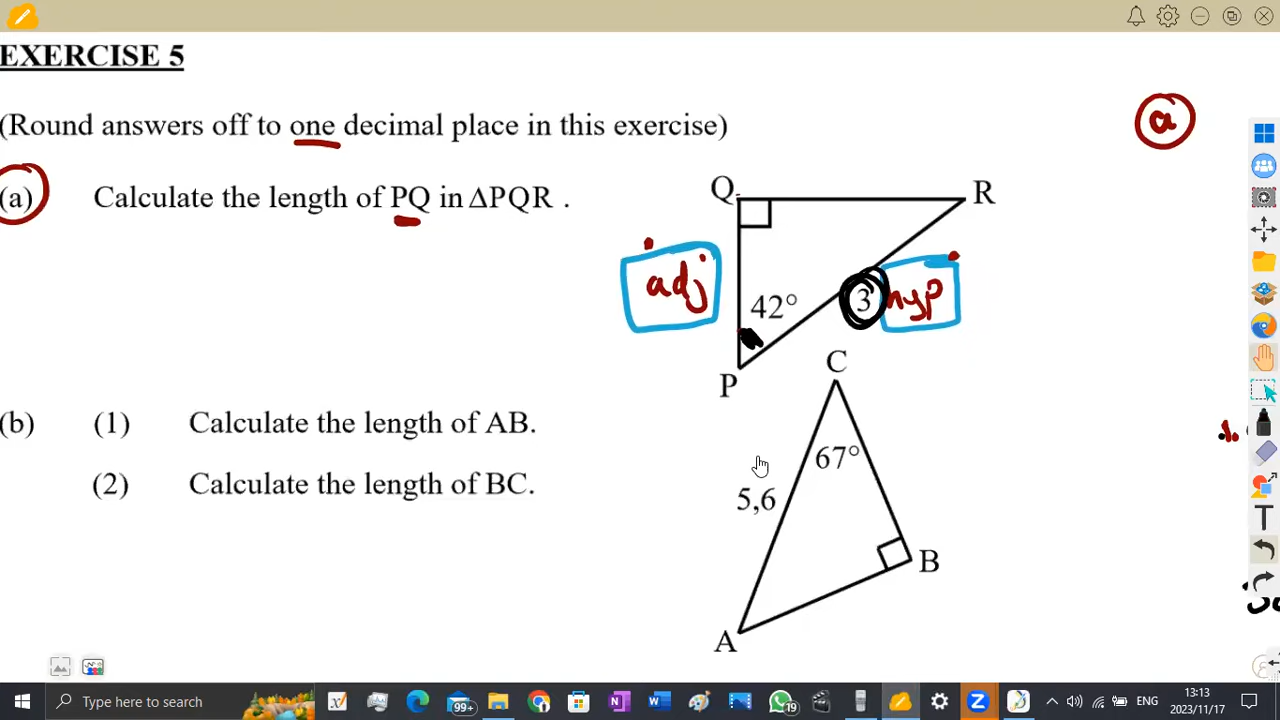 EXERCISE 5
(Round answers off to one decimal place in this exercise)
a
(a) Calculate the length of PQ in ΔPQR .
Q
R
adj
42°
3
hyp
P
(b) (1) Calculate the length of AB.
(2) Calculate the length of BC.
C
67°
5,6
B
A
T
Type here to search
99+
19
ENG
13:13
2023/11/17